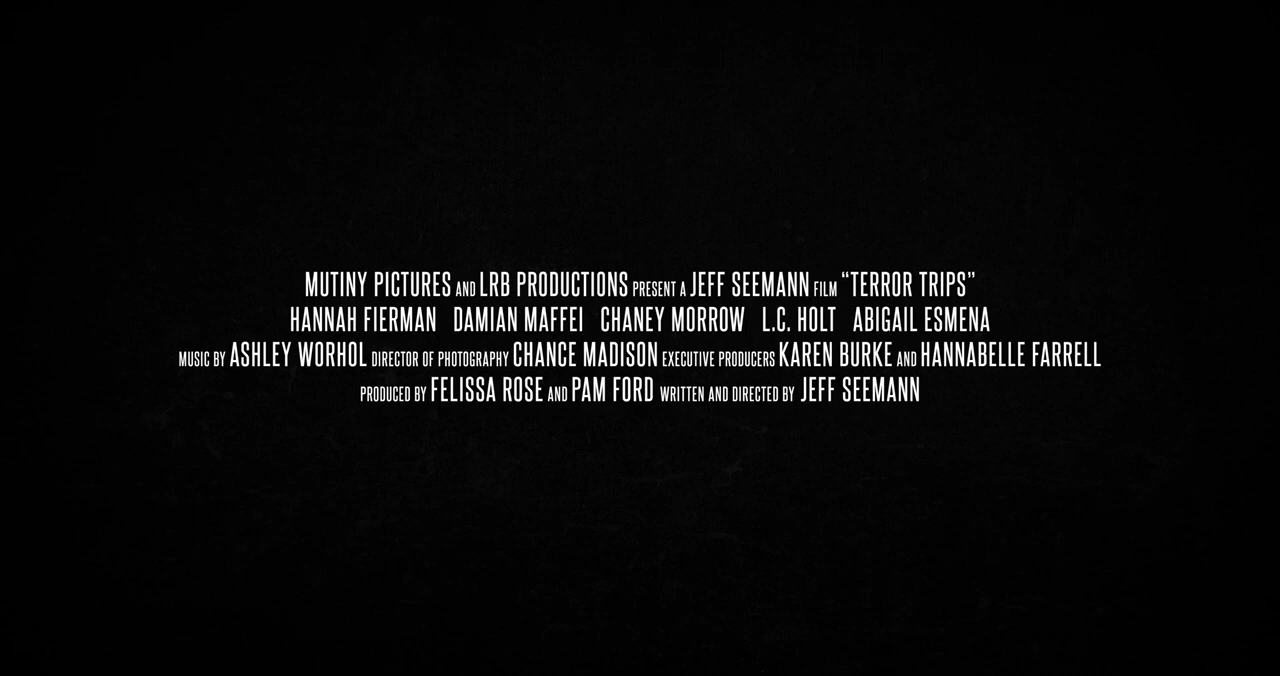 MUTINY PICTURES AND LRB PRODUCTIONS PRESENT A JEFF SEEMANN FILM “TERROR TRIPS”
HANNAH FIERMAN DAMIAN MAFFEI CHANEY MORROW L.C. HOLT ABIGAIL ESMENA
MUSIC BY ASHLEY WORHOL DIRECTOR OF PHOTOGRAPHY CHANCE MADISON EXECUTIVE PRODUCERS KAREN BURKE AND HANNABELLE FARRELL
PRODUCED BY FELISSA ROSE AND PAM FORD WRITTEN AND DIRECTED BY JEFF SEEMANN